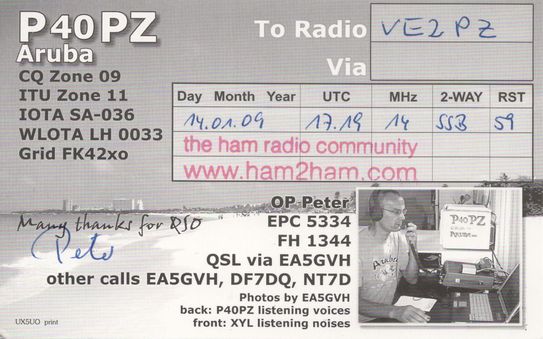 P40PZ
Aruba
CQ Zone 09
ITU Zone 11
IOTA SA-036
WLOTA LH 0033
Grid FK42xo
To Radio VE2PZ
Via
Day Month Year UTC MHz 2-WAY RST
14.01.09 17.19 14 SSB 59
the ham radio community
www.ham2ham.com
Many thanks for QSO
Peter
OP Peter
EPC 5334
FH 1344
QSL via EA5GVH
other calls EA5GVH, DF7DQ, NT7D
Photos by EA5GVH
back: P40PZ listening voices
front: XYL listening noises
P40PZ
Aruba
UX5UO print